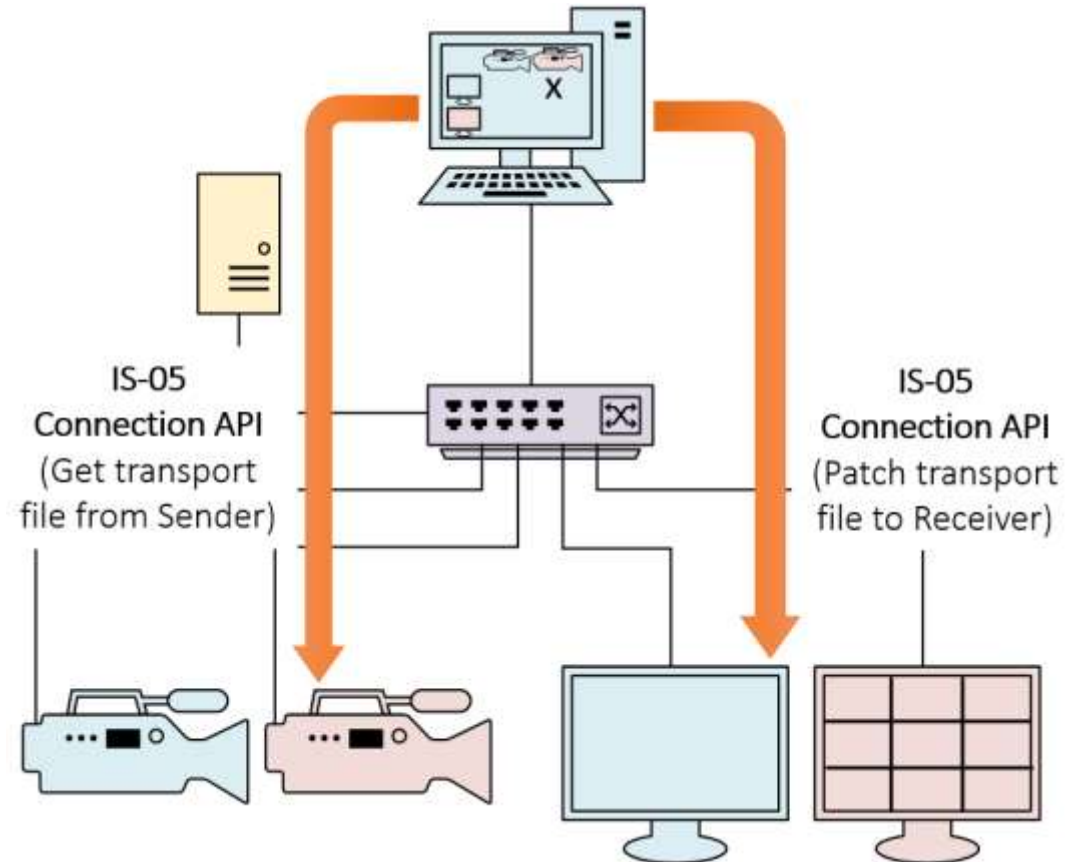 X
IS-05
Connection API
(Get transport
file from Sender)
IS-05
Connection API
(Patch transport
file to Receiver)